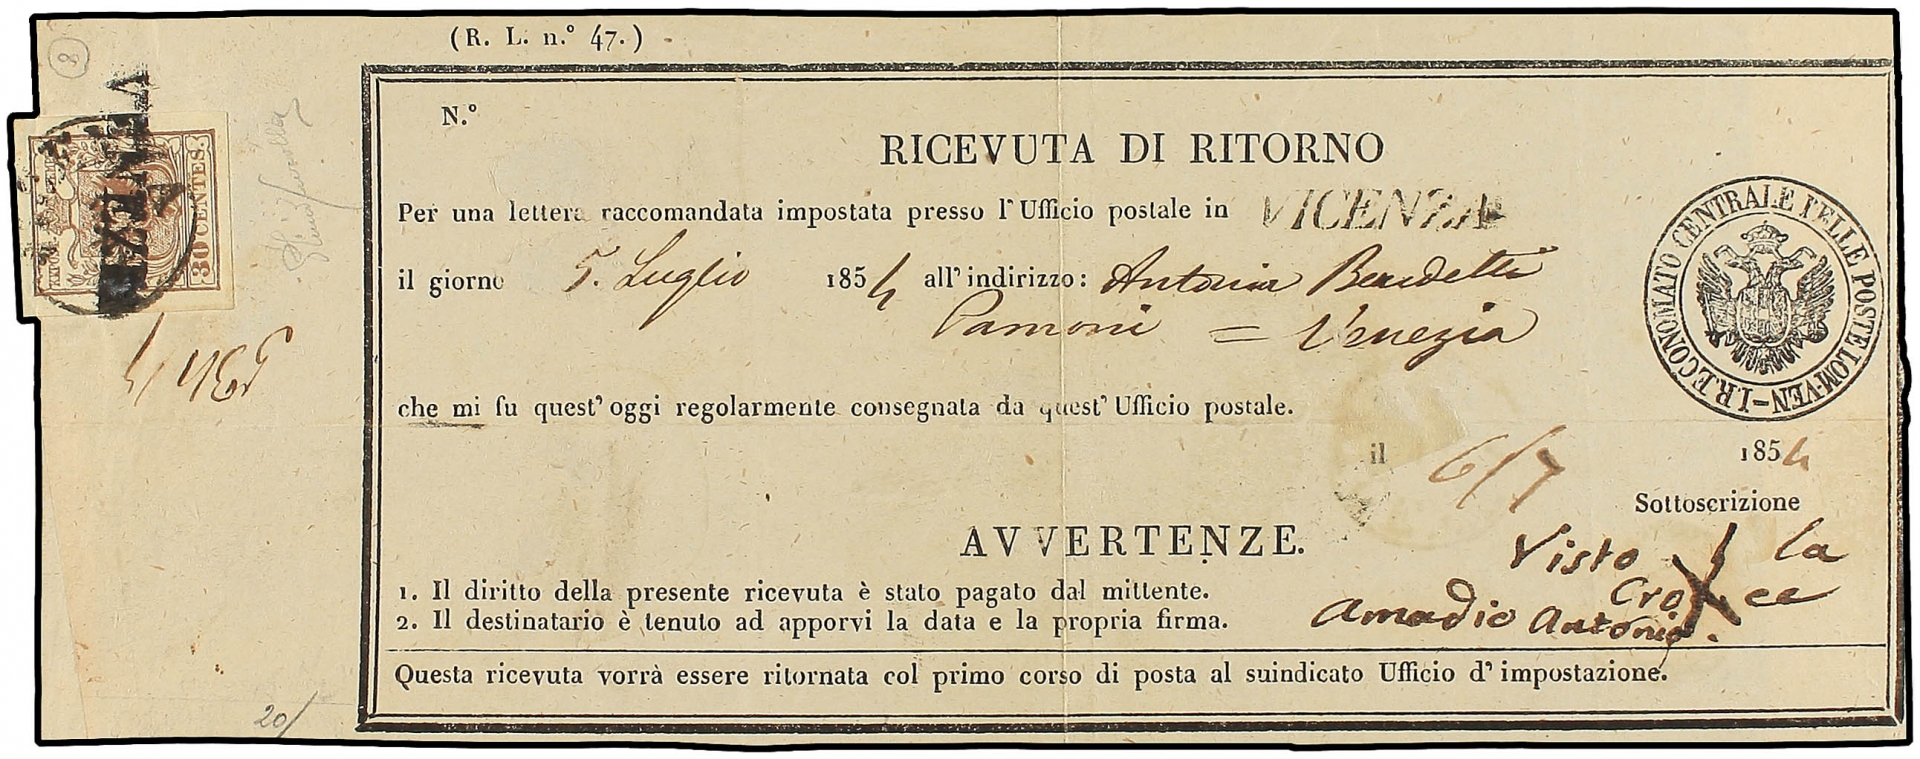 (R. L. n.° 47.)
8
N.°
RICEVUTA DI RITORNO
Per una lettera raccomandata impostata presso l'Ufficio postale in VICENZA
il giorno 5. Luglio 1854 all'indirizzo: Antonia Benedetti
Pamoni = Venezia
che mi fu quest' oggi regolarmente consegnata da quest' Ufficio postale.
I. R. ECONOMATO CENTRALE DELLE POSTE LOM-VEN
il 6/7 1854
Sottoscrizione
AVVERTENZE.
Visto la
Croce
Amadio Antonio.
1. Il diritto della presente ricevuta è stato pagato dal mittente.
2. Il destinatario è tenuto ad apporvi la data e la propria firma.
Questa ricevuta vorrà essere ritornata col primo corso di posta al suindicato Ufficio d'impostazione.
30 CENTES.
VENEZIA
20/